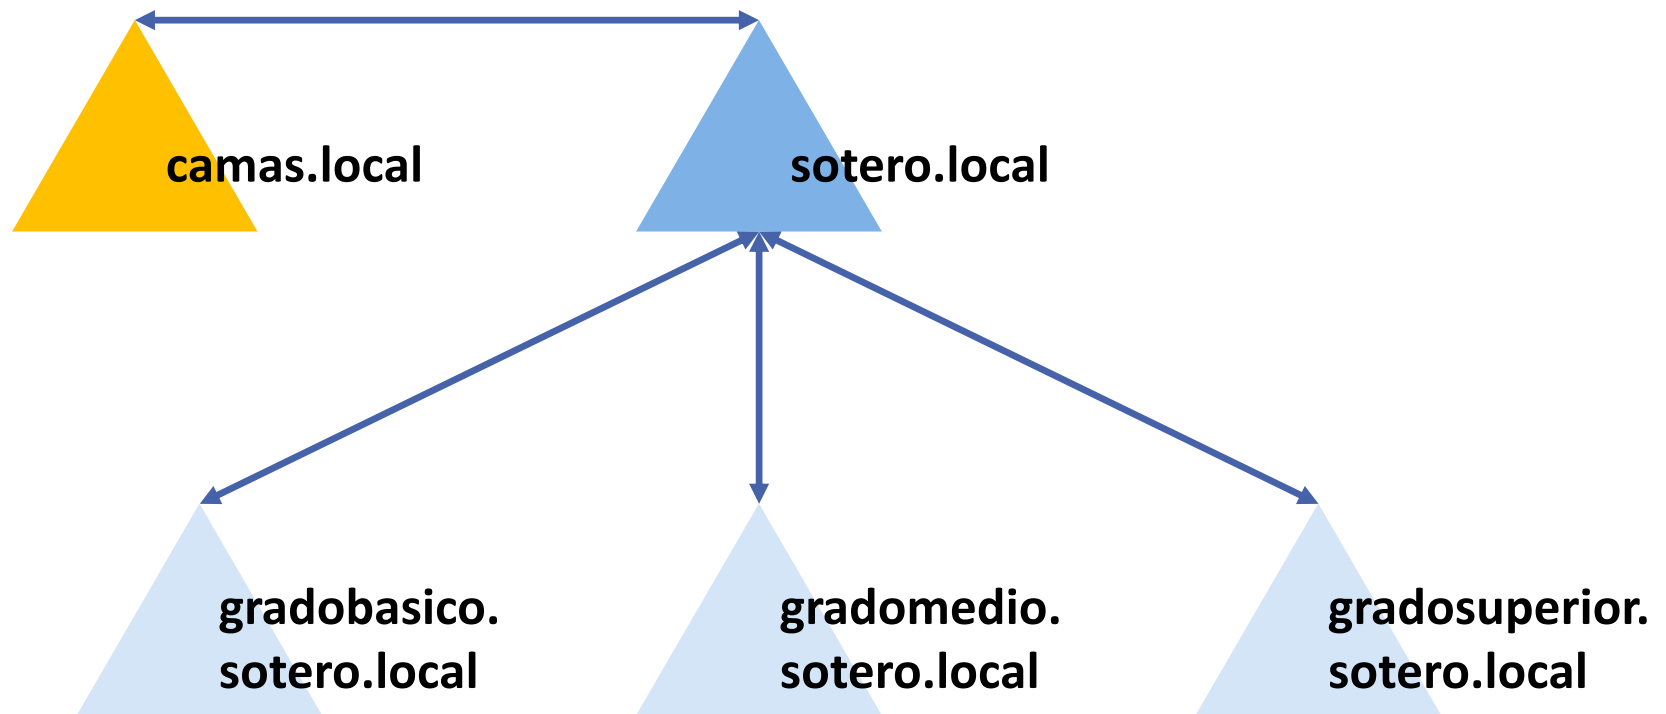 camas.local
sotero.local
gradobasico.
sotero.local
gradomedio.
sotero.local
gradosuperior.
sotero.local